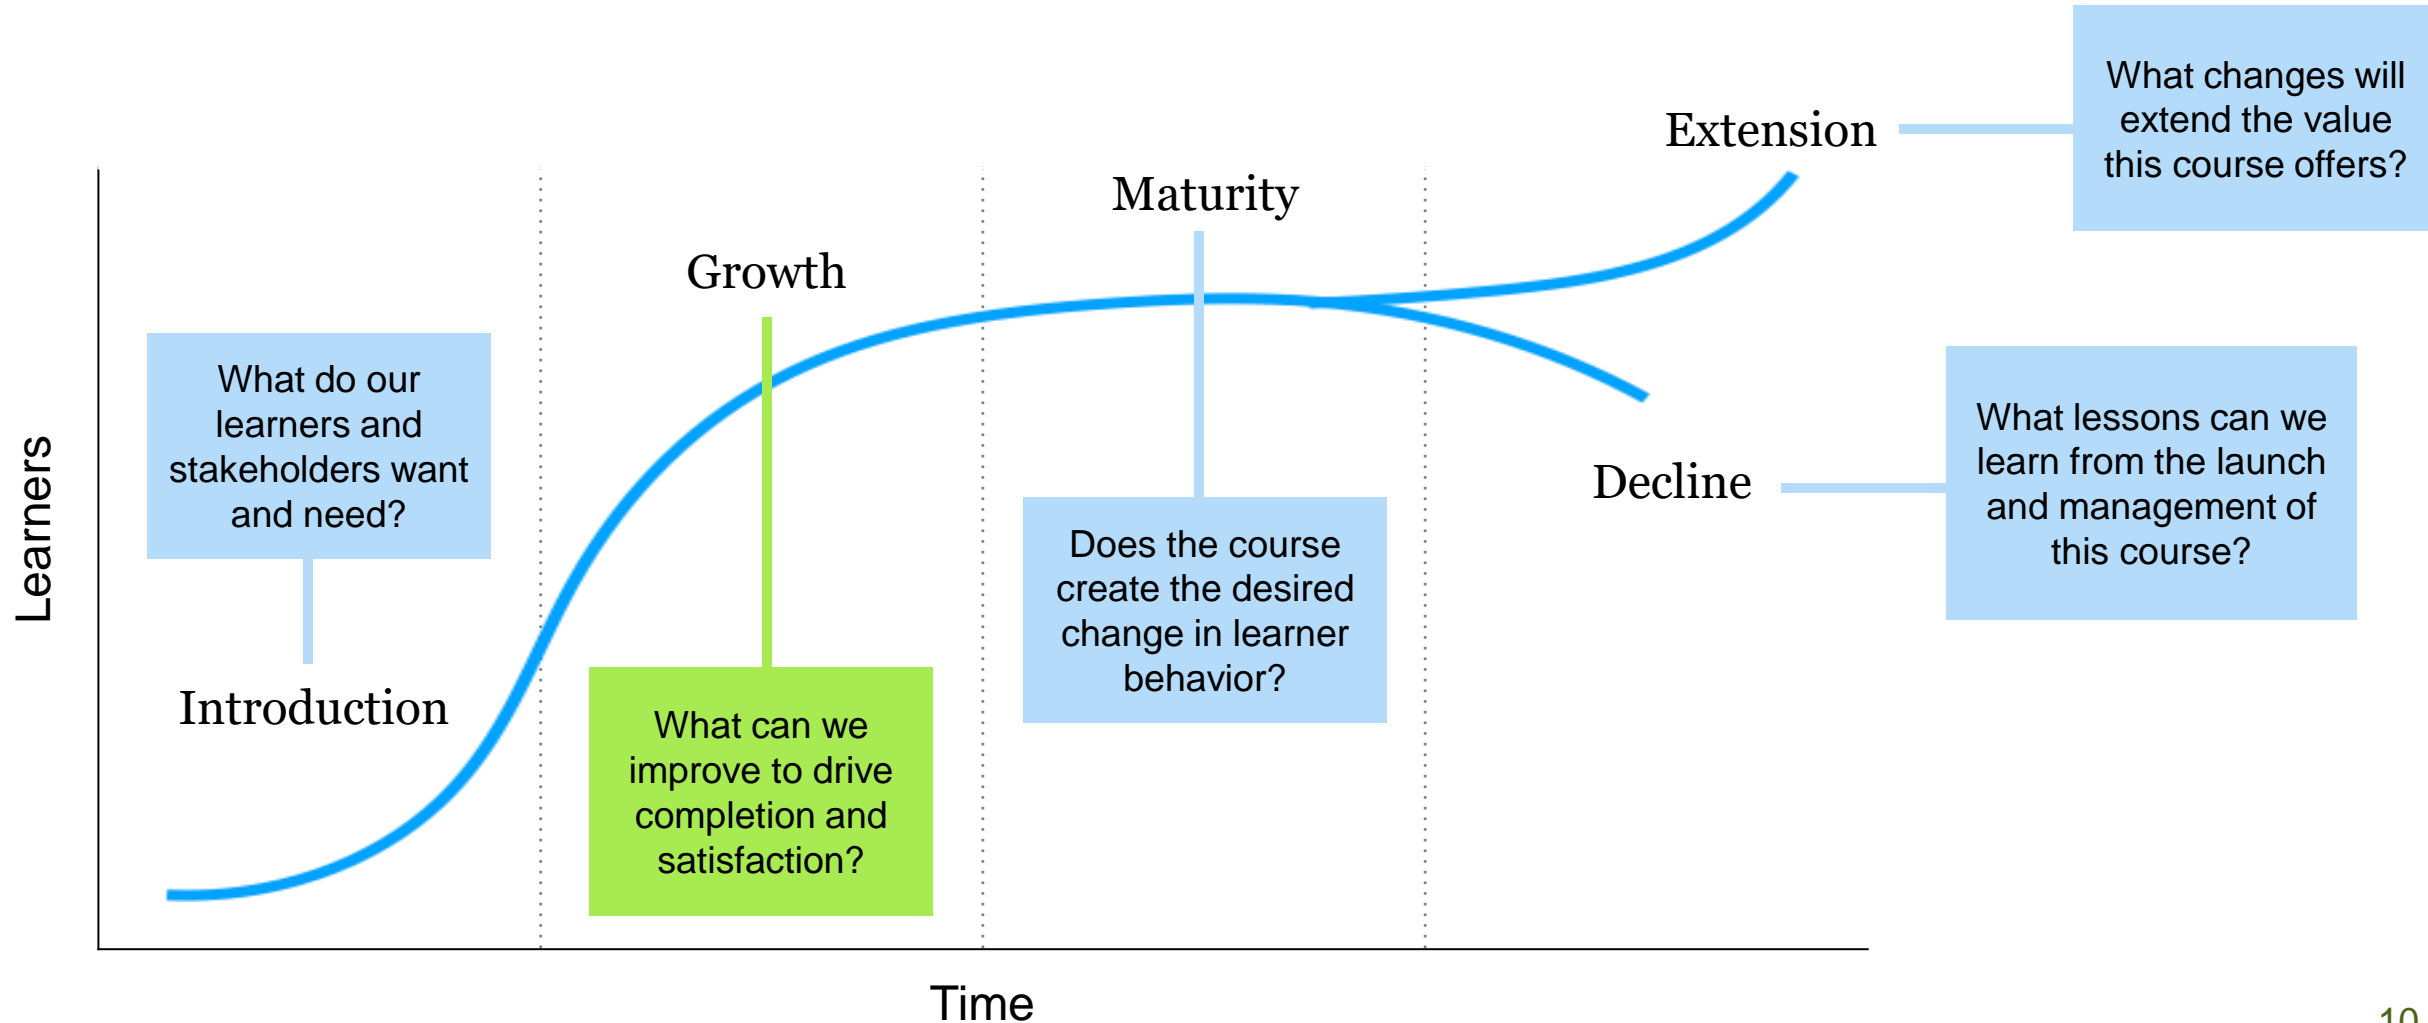 What changes will
extend the value
this course offers?
Extension
Maturity
Growth
What do our
learners and
stakeholders want
and need?
Introduction
What can we
improve to drive
completion and
satisfaction?
Does the course
create the desired
change in learner
behavior?
Decline
What lessons can we
learn from the launch
and management of
this course?
Learners
Time
10